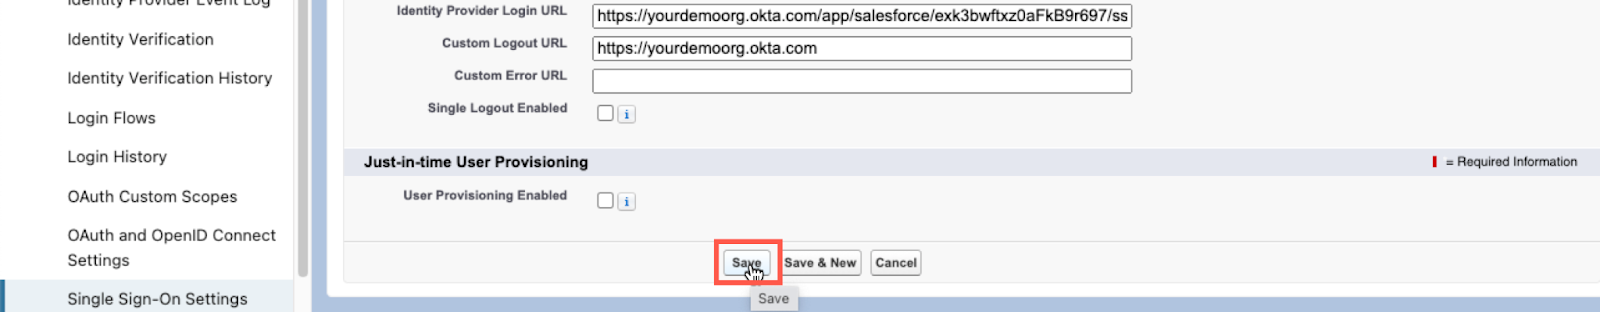 Identity Provider Event Log
Identity Verification
Identity Verification History
Login Flows
Login History
OAuth Custom Scopes
OAuth and OpenID Connect
Settings
Single Sign-On Settings
Identity Provider Login URL https://yourdemoorg.okta.com/app/salesforce/exk3bwftxz0aFkB9r697/ss
Custom Logout URL https://yourdemoorg.okta.com
Custom Error URL
Single Logout Enabled i
Just-in-time User Provisioning = Required Information
User Provisioning Enabled i
Save Save & New Cancel
Save